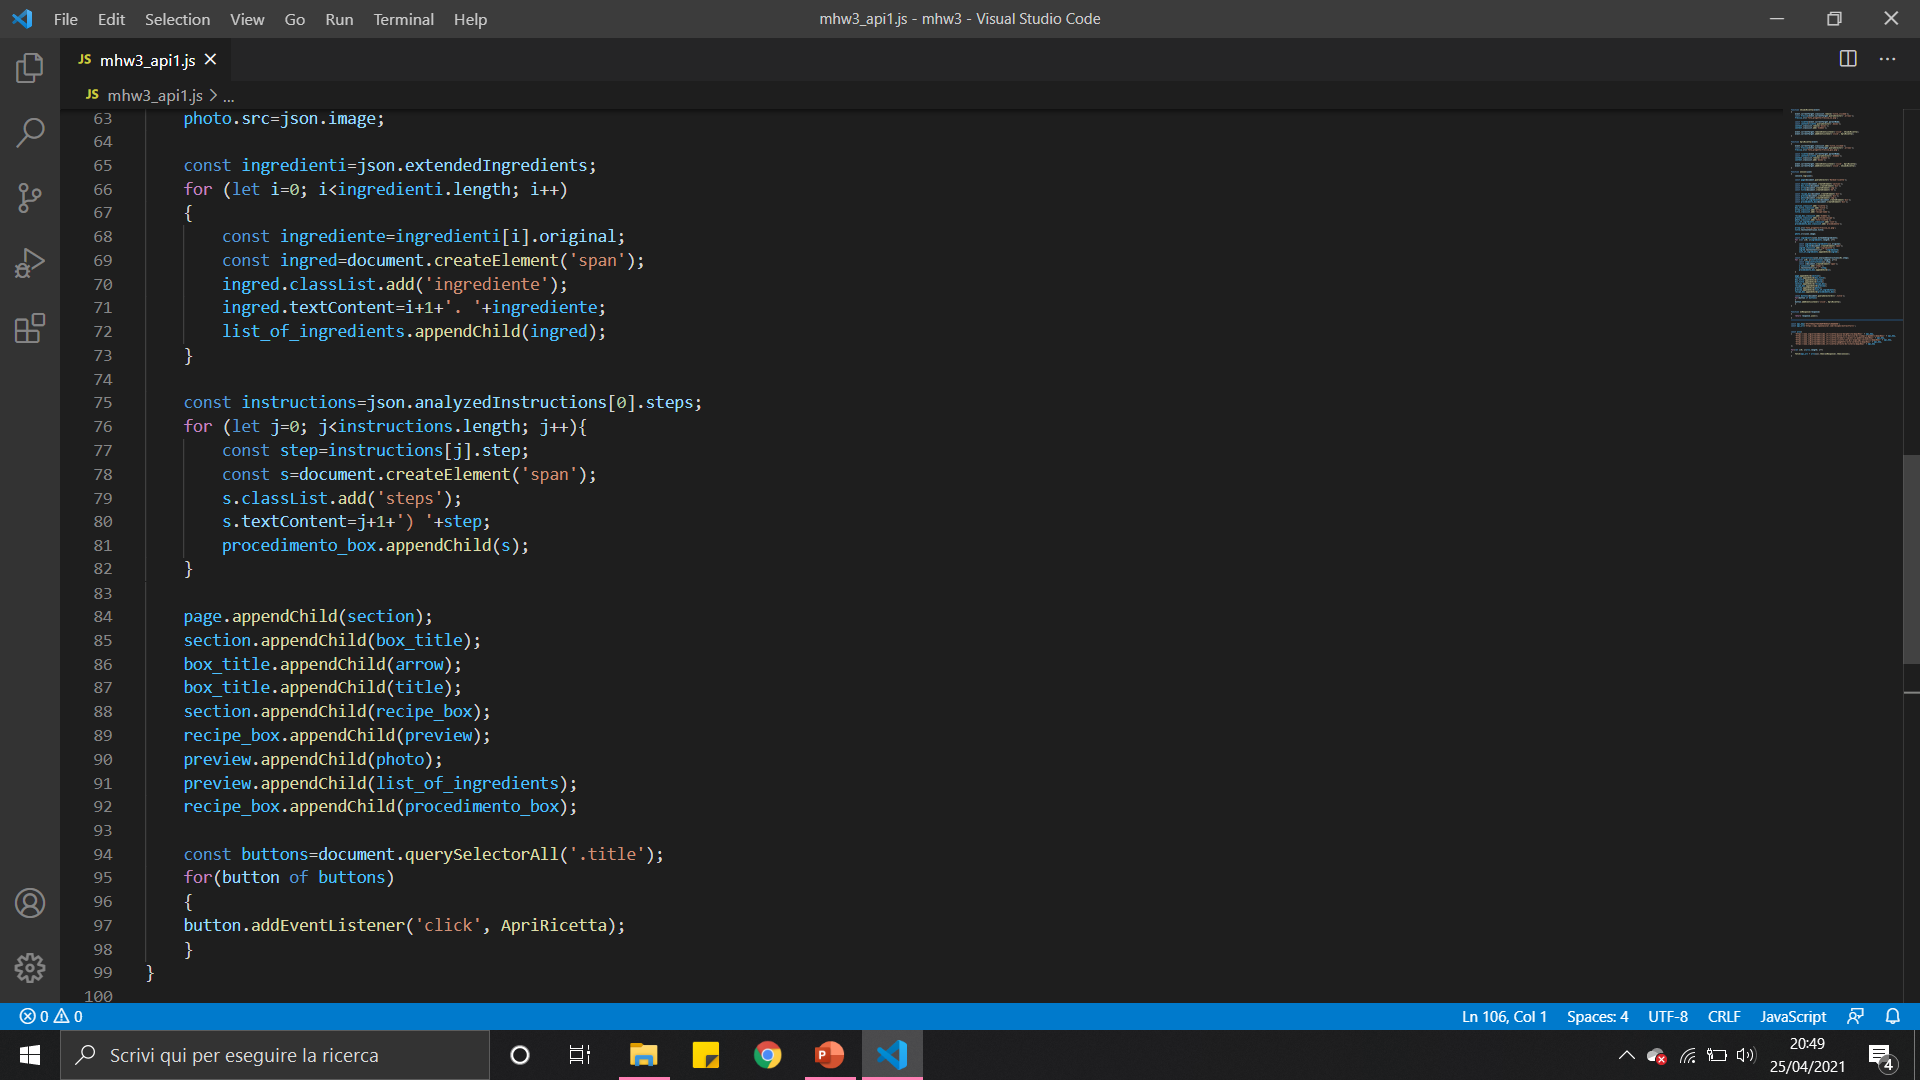 File Edit Selection View Go Run Terminal Help mhw3_api1.js - mhw3 - Visual Studio Code
JS mhw3_api1.js
JS mhw3_api1.js > ...
63 photo.src=json.image;
64
65 const ingredienti=json.extendedIngredients;
66 for (let i=0; i<ingredienti.length; i++)
67 {
68 const ingrediente=ingredienti[i].original;
69 const ingred=document.createElement('span');
70 ingred.classList.add('ingrediente');
71 ingred.textContent=i+1+'. '+ingrediente;
72 list_of_ingredients.appendChild(ingred);
73 }
74
75 const instructions=json.analyzedInstructions[0].steps;
76 for (let j=0; j<instructions.length; j++){
77 const step=instructions[j].step;
78 const s=document.createElement('span');
79 s.classList.add('steps');
80 s.textContent=j+1+') '+step;
81 procedimento_box.appendChild(s);
82 }
83
84 page.appendChild(section);
85 section.appendChild(box_title);
86 box_title.appendChild(arrow);
87 box_title.appendChild(title);
88 section.appendChild(recipe_box);
89 recipe_box.appendChild(preview);
90 preview.appendChild(photo);
91 preview.appendChild(list_of_ingredients);
92 recipe_box.appendChild(procedimento_box);
93
94 const buttons=document.querySelectorAll('.title');
95 for(button of buttons)
96 {
97 button.addEventListener('click', ApriRicetta);
98 }
99 }
100
0 0 Ln 106, Col 1 Spaces: 4 UTF-8 CRLF JavaScript
Scrivi qui per eseguire la ricerca
20:49
25/04/2021
4